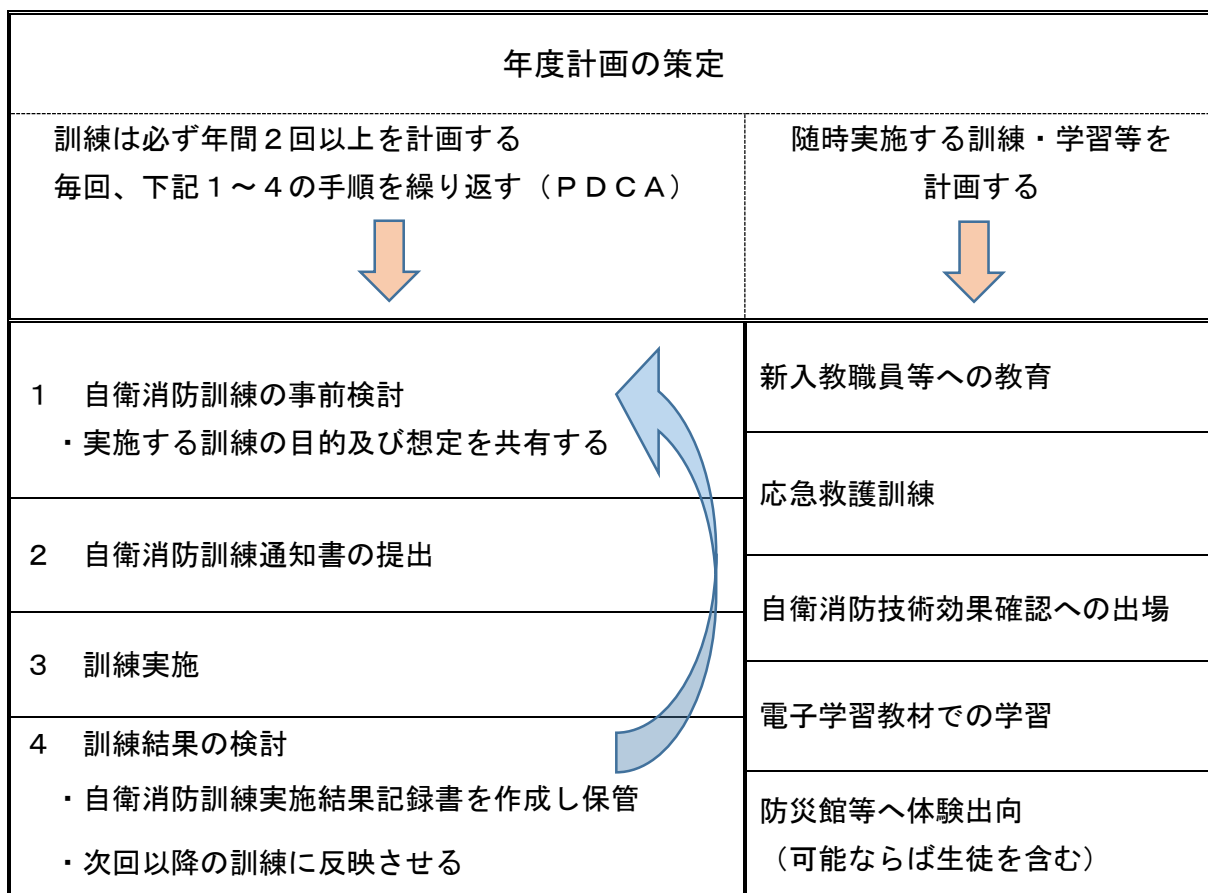 年度計画の策定
訓練は必ず年間２回以上を計画する
毎回、下記１～４の手順を繰り返す（ＰＤＣＡ）
随時実施する訓練・学習等を
計画する
１　自衛消防訓練の事前検討
・実施する訓練の目的及び想定を共有する
２　自衛消防訓練通知書の提出
３　訓練実施
４　訓練結果の検討
・自衛消防訓練実施結果記録書を作成し保管
・次回以降の訓練に反映させる
新入教職員等への教育
応急救護訓練
自衛消防技術効果確認への出場
電子学習教材での学習
防災館等へ体験出向
（可能ならば生徒を含む）